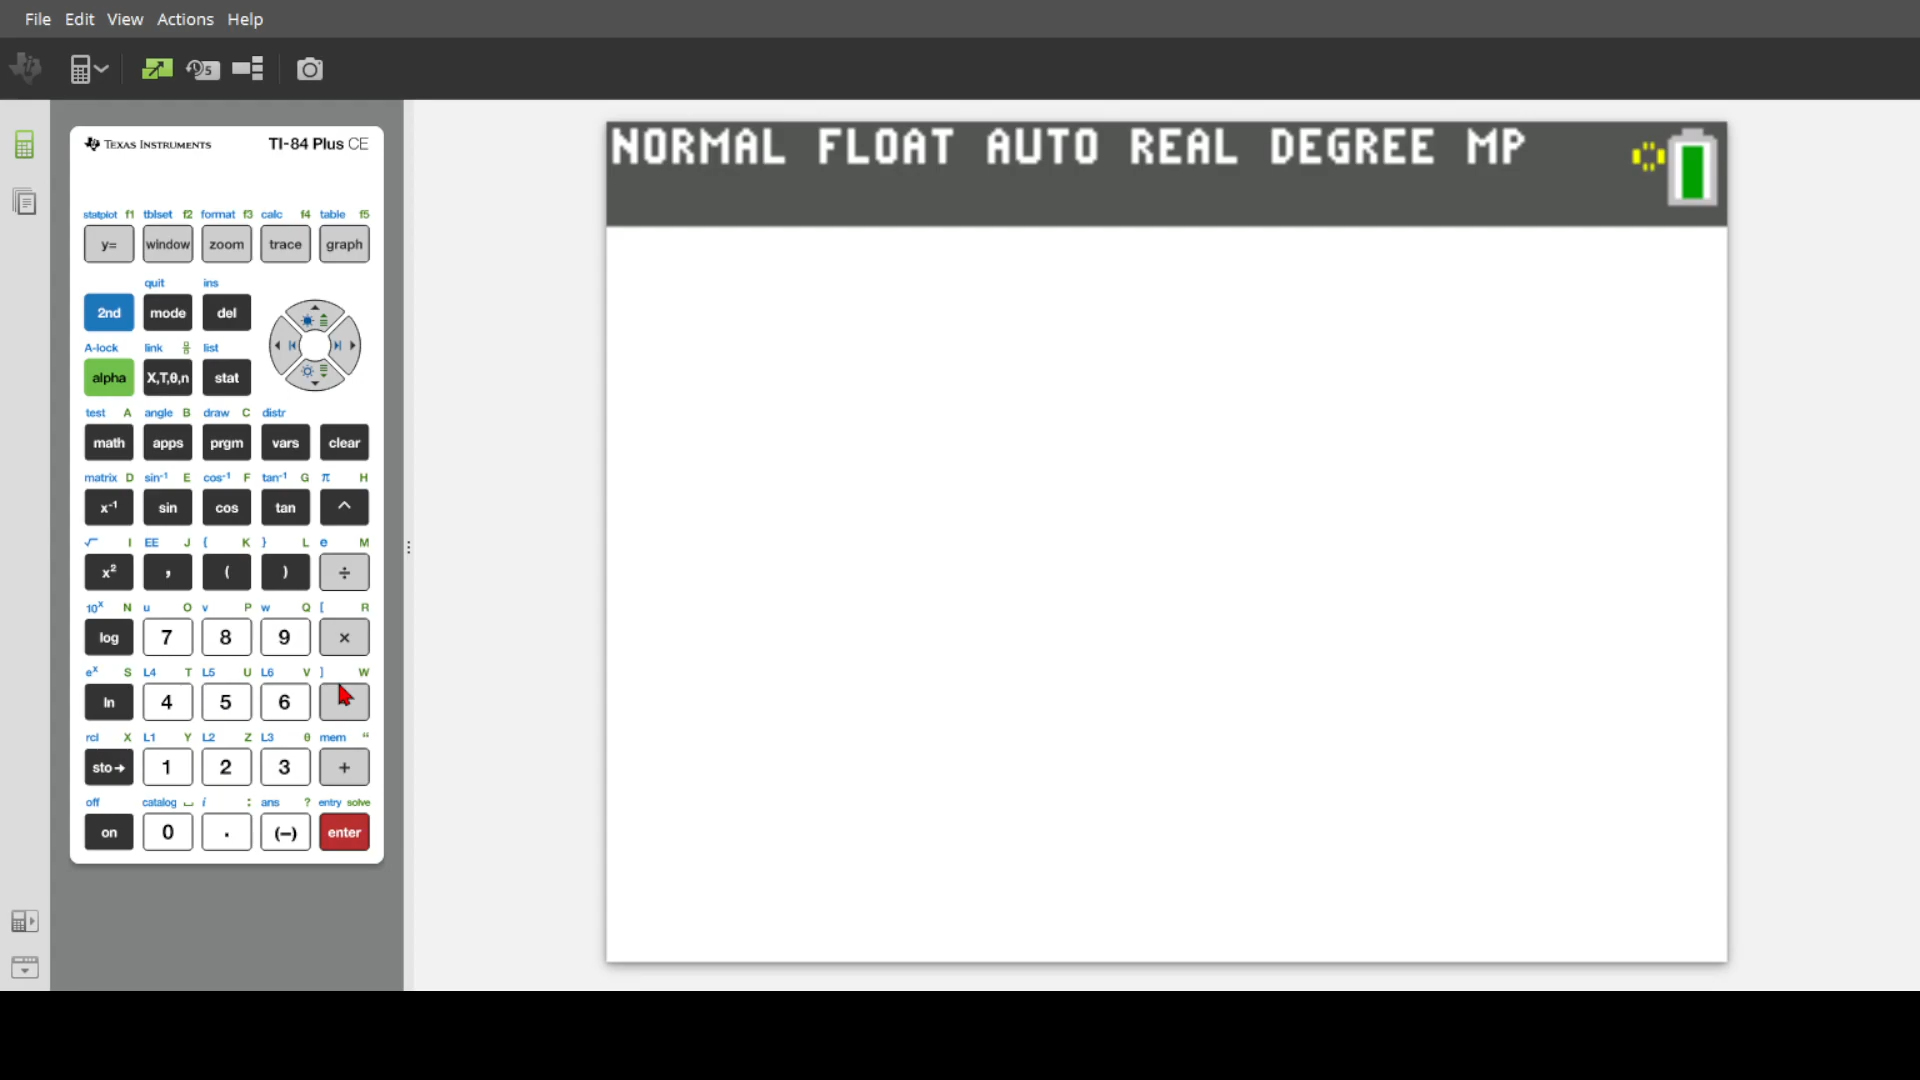 File Edit View Actions Help
NORMAL FLOAT AUTO REAL DEGREE MP
TEXAS INSTRUMENTS TI-84 Plus CE
statplot f1 tblset f2 format f3 calc f4 table f5
y= window zoom trace graph
quit ins
2nd mode del
A-lock link list
alpha X,T,θ,n stat
test A angle B draw C distr
math apps prgm vars clear
matrix D sin⁻¹ E cos⁻¹ F tan⁻¹ G π H
x⁻¹ sin cos tan ^
√ I EE J { K } L e M
x² , ( ) ÷
10ˣ N u O v P w Q [ R
log 7 8 9 ×
eˣ S L4 T L5 U L6 V ] W
ln 4 5 6
rcl X L1 Y L2 Z L3 θ mem “
sto→ 1 2 3 +
off catalog ⎵ i : ans ? entry solve
on 0 . (–) enter